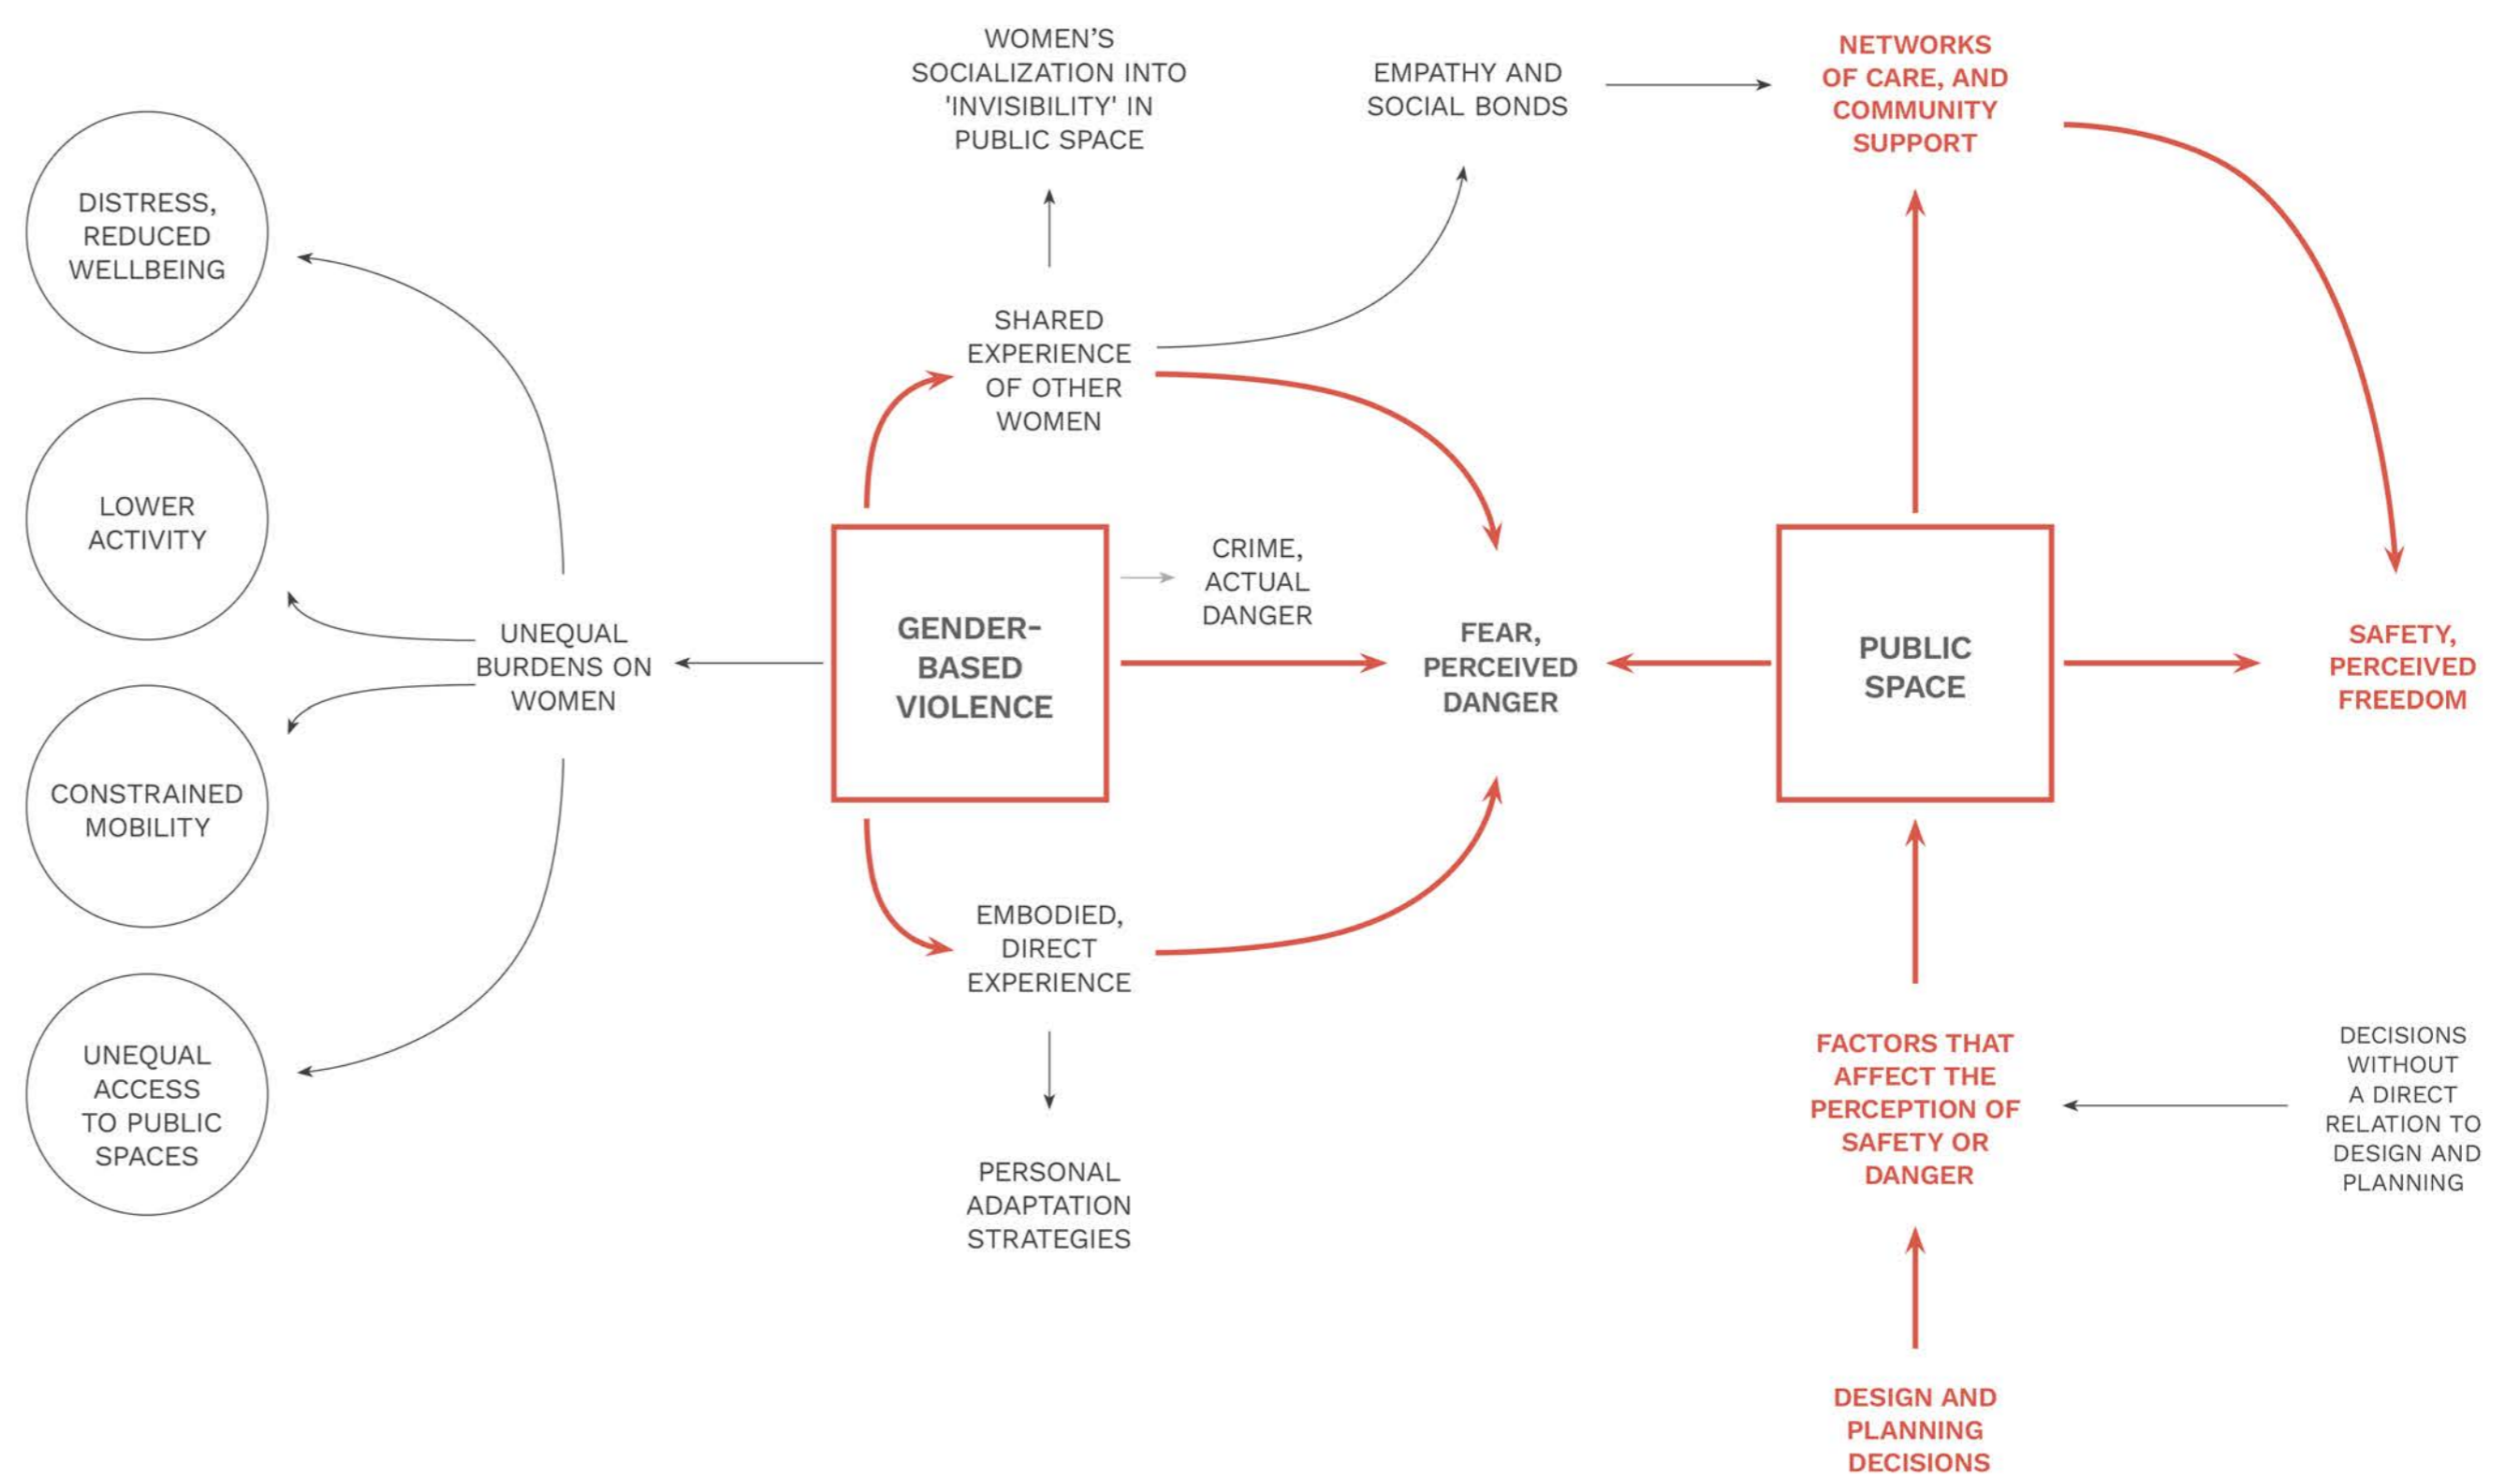 WOMEN’S
SOCIALIZATION INTO
'INVISIBILITY' IN
PUBLIC SPACE
EMPATHY AND
SOCIAL BONDS
NETWORKS
OF CARE, AND
COMMUNITY
SUPPORT
DISTRESS,
REDUCED
WELLBEING
LOWER
ACTIVITY
CONSTRAINED
MOBILITY
UNEQUAL
ACCESS
TO PUBLIC
SPACES
UNEQUAL
BURDENS ON
WOMEN
SHARED
EXPERIENCE
OF OTHER
WOMEN
GENDER-
BASED
VIOLENCE
CRIME,
ACTUAL
DANGER
FEAR,
PERCEIVED
DANGER
PUBLIC
SPACE
SAFETY,
PERCEIVED
FREEDOM
EMBODIED,
DIRECT
EXPERIENCE
PERSONAL
ADAPTATION
STRATEGIES
FACTORS THAT
AFFECT THE
PERCEPTION OF
SAFETY OR
DANGER
DECISIONS
WITHOUT
A DIRECT
RELATION TO
DESIGN AND
PLANNING
DESIGN AND
PLANNING
DECISIONS